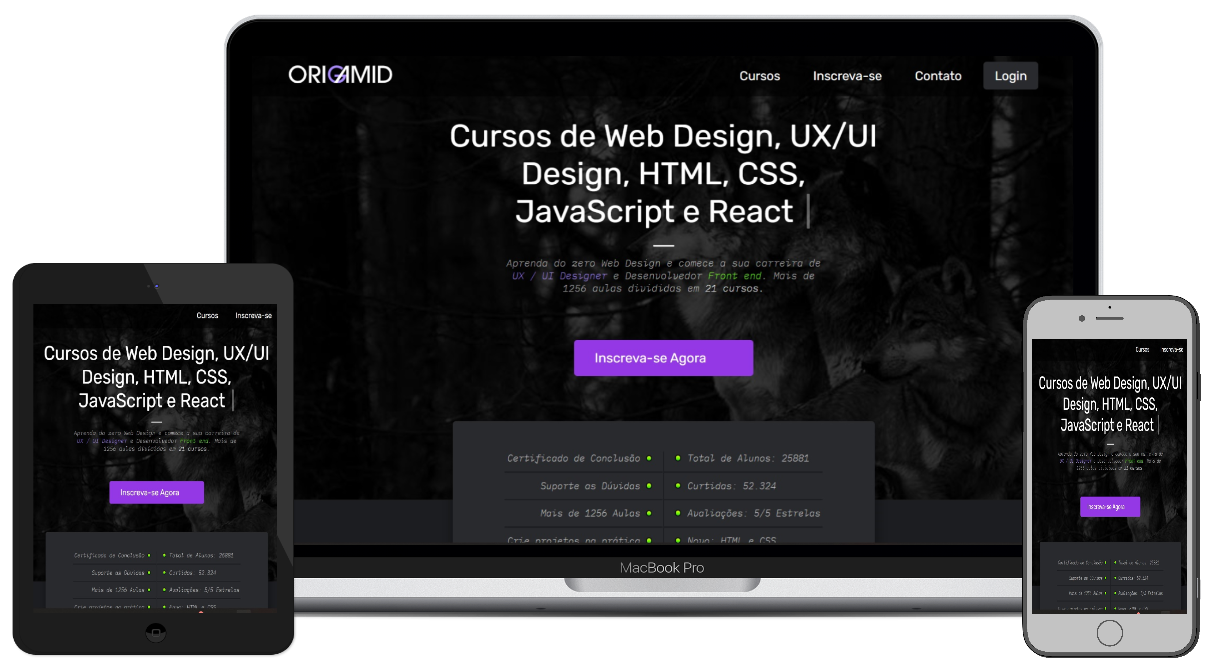 ORIGAMID
Cursos Inscreva-se Contato Login
Cursos de Web Design, UX/UI
Design, HTML, CSS,
JavaScript e React |
Aprenda do zero Web Design e comece a sua carreira de
UX / UI Designer e Desenvolvedor Front end. Mais de
1256 aulas divididas em 21 cursos.
Inscreva-se Agora
Certificado de Conclusão • • Total de Alunos: 25881
Suporte as Dúvidas • • Curtidas: 52.324
Mais de 1256 Aulas • • Avaliações: 5/5 Estrelas
Crie projetos na prática • • Novo: HTML e CSS
MacBook Pro
Cursos Inscreva-se
Cursos de Web Design, UX/UI
Design, HTML, CSS,
JavaScript e React |
Aprenda do zero Web Design e comece a sua carreira de
UX / UI Designer e Desenvolvedor Front end. Mais de
1256 aulas divididas em 21 cursos.
Inscreva-se Agora
Certificado de Conclusão • • Total de Alunos: 25881
Suporte as Dúvidas • • Curtidas: 52.324
Mais de 1256 Aulas • • Avaliações: 5/5 Estrelas
Crie projetos na prática • • Novo: HTML e CSS
Cursos Inscreva-se
Cursos de Web Design, UX/UI
Design, HTML, CSS,
JavaScript e React |
Inscreva-se Agora